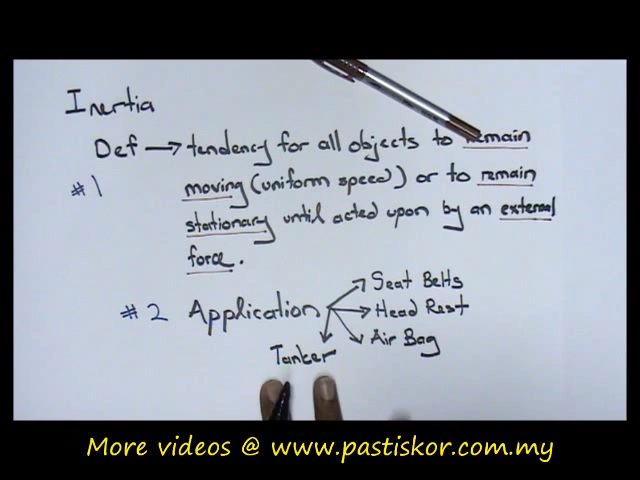 Inertia
Def → tendency for all objects to remain
#1 moving (uniform speed) or to remain
stationary until acted upon by an external
force.
Seat Belts
#2 Application Head Rest
Air Bag
Tanker
More videos @ www.pastiskor.com.my